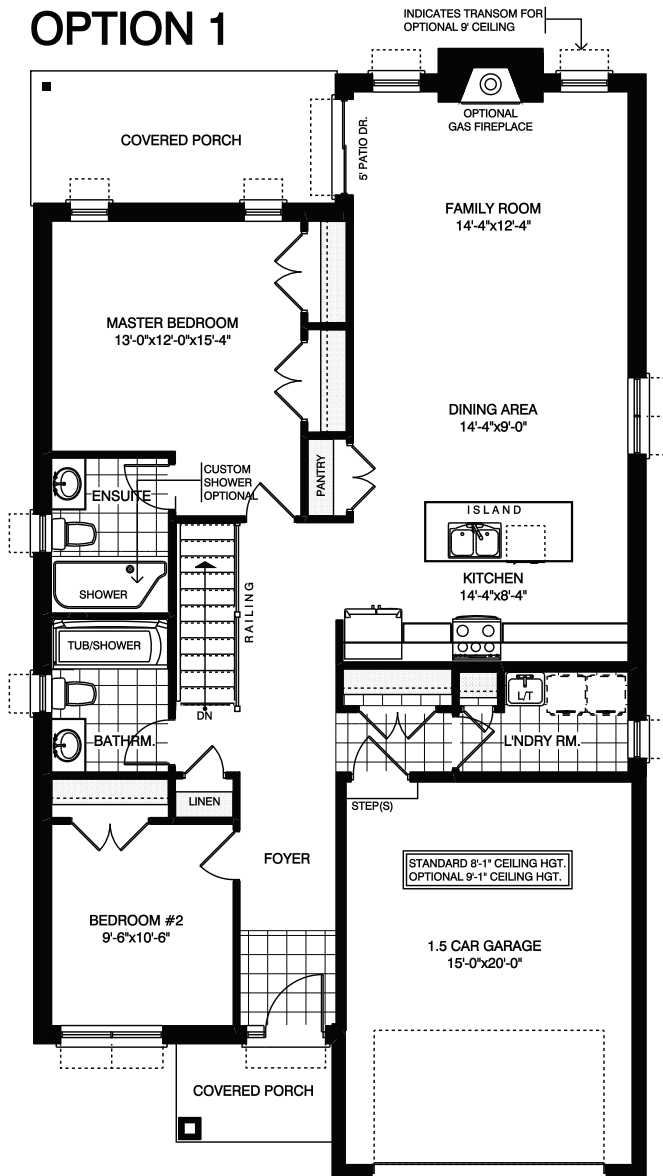 OPTION 1
INDICATES TRANSOM FOR
OPTIONAL 9' CEILING
OPTIONAL
GAS FIREPLACE
COVERED PORCH
5' PATIO DR.
FAMILY ROOM
14'-4"x12'-4"
MASTER BEDROOM
13'-0"x12'-0"x15'-4"
DINING AREA
14'-4"x9'-0"
PANTRY
CUSTOM
SHOWER
OPTIONAL
ENSUITE
ISLAND
KITCHEN
14'-4"x8'-4"
SHOWER
RAILING
TUB/SHOWER
L/T
DN
BATHRM.
L'NDRY RM.
LINEN
STEP(S)
FOYER
STANDARD 8'-1" CEILING HGT.
OPTIONAL 9'-1" CEILING HGT.
BEDROOM #2
9'-6"x10'-6"
1.5 CAR GARAGE
15'-0"x20'-0"
COVERED PORCH